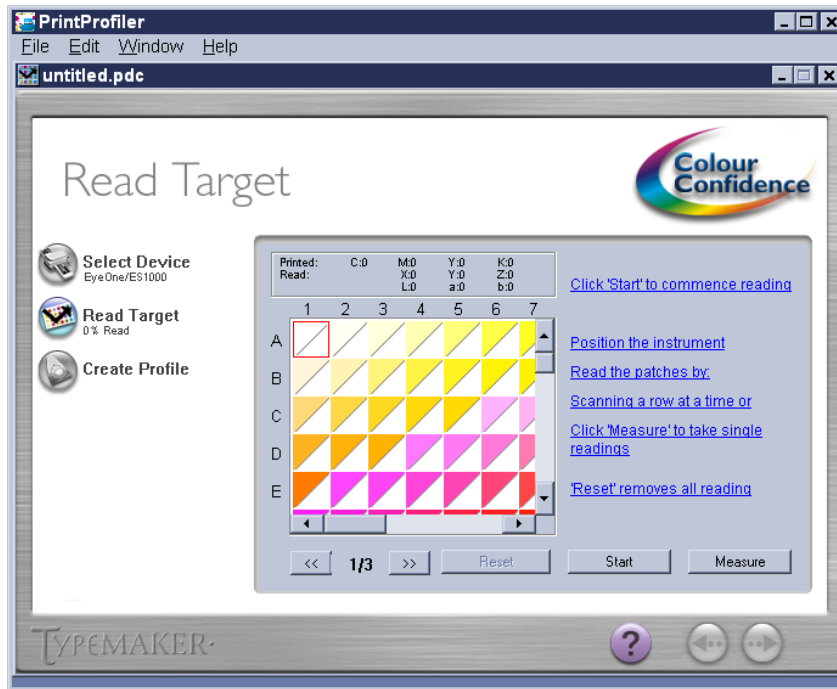 PrintProfiler
File Edit Window Help
untitled.pdc
Read Target
Colour
Confidence
Select Device
EyeOne/ES1000
Read Target
0% Read
Create Profile
Printed: C:0 M:0 Y:0 K:0
Read: X:0 Y:0 Z:0
L:0 a:0 b:0
1 2 3 4 5 6 7
A
B
C
D
E
Click 'Start' to commence reading
Position the instrument
Read the patches by:
Scanning a row at a time or
Click 'Measure' to take single
readings
'Reset' removes all reading
<< 1/3 >> Reset Start Measure
TYPEMAKER
?